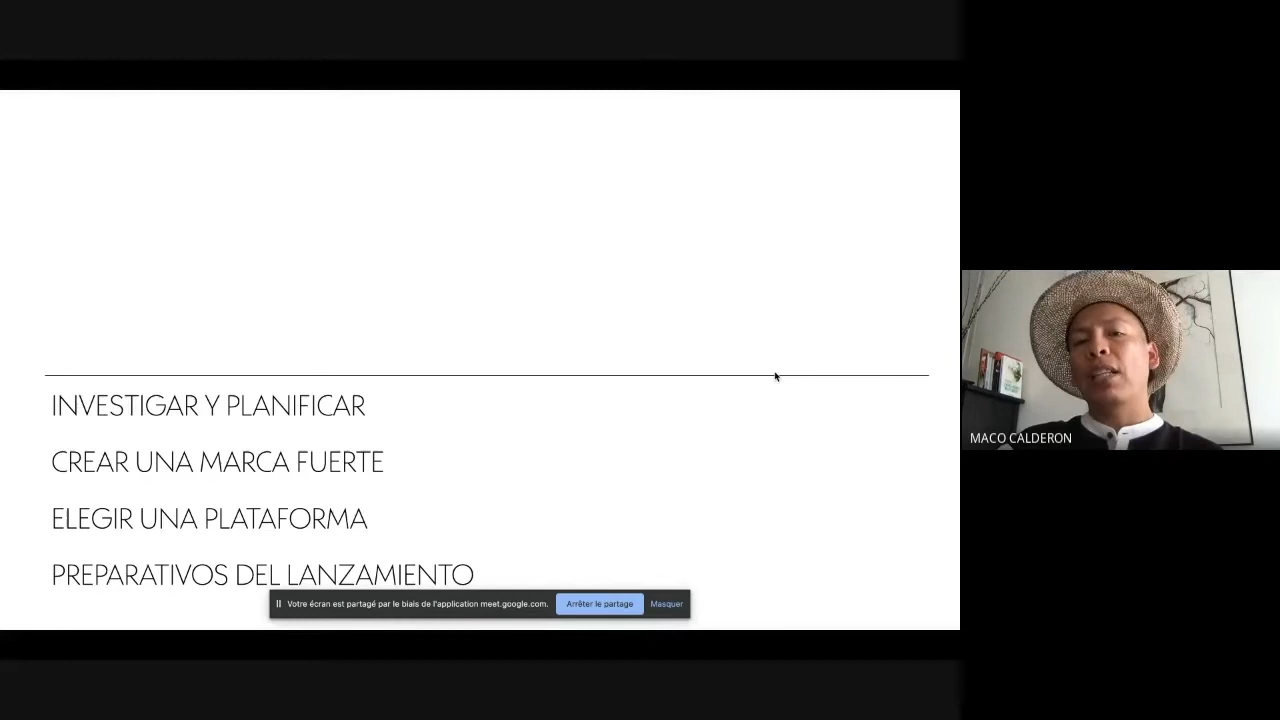 INVESTIGAR Y PLANIFICAR
CREAR UNA MARCA FUERTE
ELEGIR UNA PLATAFORMA
PREPARATIVOS DEL LANZAMIENTO
Votre écran est partagé par le biais de l'application meet.google.com. Arrêter le partage Masquer
MACO CALDERON